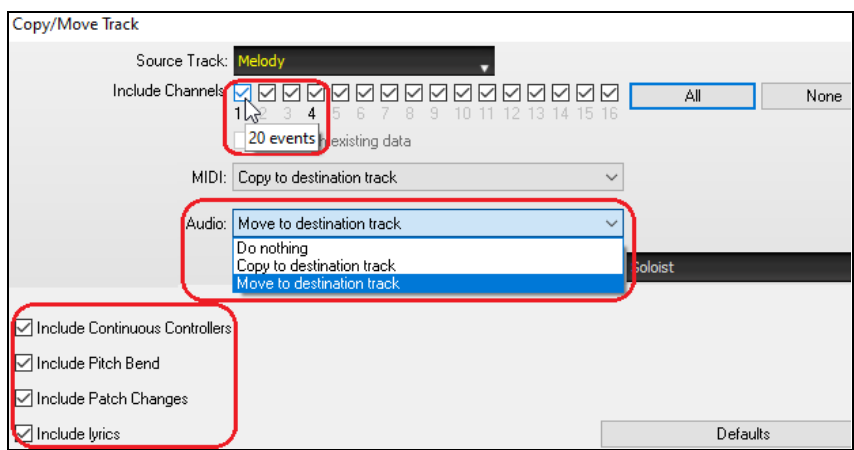 Copy/Move Track
Source Track: Melody
Include Channels All None
1 2 3 4 5 6 7 8 9 10 11 12 13 14 15 16
20 events existing data
MIDI: Copy to destination track
Audio: Move to destination track
Do nothing
Copy to destination track
Soloist
Move to destination track
Include Continuous Controllers
Include Pitch Bend
Include Patch Changes
Include lyrics Defaults